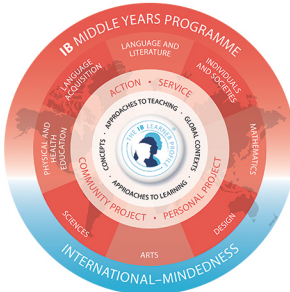 IB MIDDLE YEARS PROGRAMME
LANGUAGE AND
LITERATURE
LANGUAGE
ACQUISITION
INDIVIDUALS
AND SOCIETIES
PHYSICAL AND
HEALTH
EDUCATION
MATHEMATICS
SCIENCES
DESIGN
ARTS
ACTION • SERVICE
COMMUNITY PROJECT • PERSONAL PROJECT
APPROACHES TO TEACHING
CONCEPTS
GLOBAL CONTEXTS
APPROACHES TO LEARNING
THE IB LEARNER PROFILE
INTERNATIONAL–MINDEDNESS